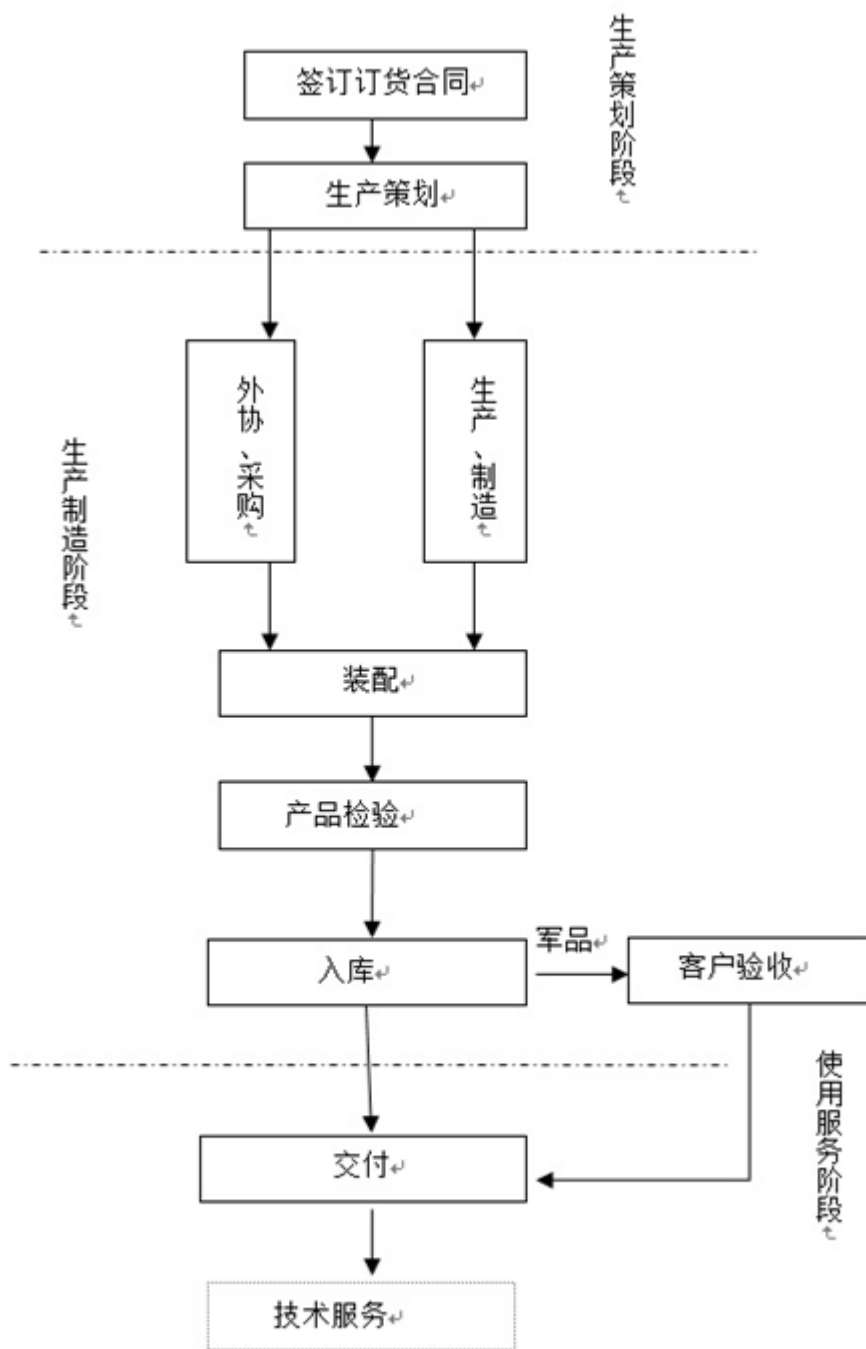 签订订货合同
生产策划阶段
生产策划
外协、采购
生产、制造
生产制造阶段
装配
产品检验
入库
军品
客户验收
使用服务阶段
交付
技术服务